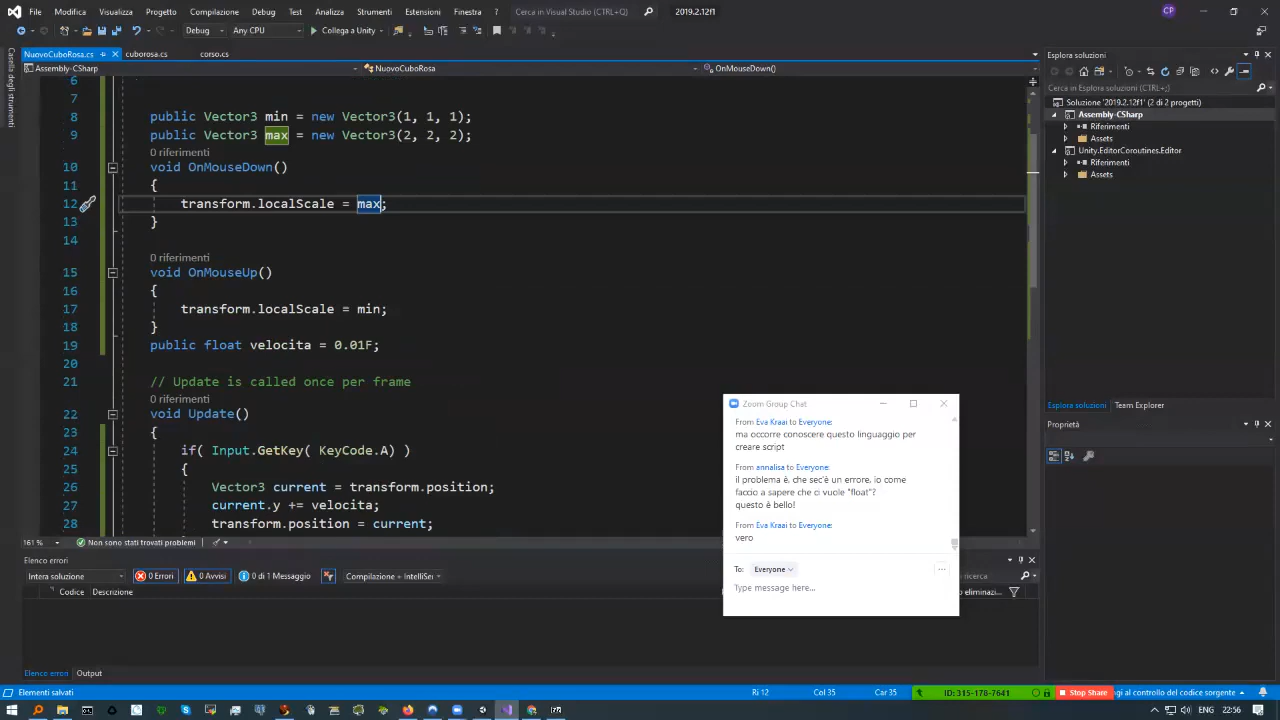 File Modifica Visualizza Progetto Compilazione Debug Test Analizza Strumenti Estensioni Finestra ? Cerca in Visual Studio (CTRL+Q) 2019.2.12f1 CP
Debug Any CPU Collega a Unity
NuovoCuboRosa.cs cuborosa.cs corso.cs
Assembly-CSharp NuovoCuboRosa OnMouseDown()
Casella degli strumenti
6
7
8 public Vector3 min = new Vector3(1, 1, 1);
9 public Vector3 max = new Vector3(2, 2, 2);
0 riferimenti
10 void OnMouseDown()
11 {
12 transform.localScale = max;
13 }
14
0 riferimenti
15 void OnMouseUp()
16 {
17 transform.localScale = min;
18 }
19 public float velocita = 0.01F;
20
21 // Update is called once per frame
0 riferimenti
22 void Update()
23 {
24 if( Input.GetKey( KeyCode.A) )
25 {
26 Vector3 current = transform.position;
27 current.y += velocita;
28 transform.position = current;
161 % Non sono stati trovati problemi
Esplora soluzioni
Cerca in Esplora soluzioni (CTRL+;)
Soluzione '2019.2.12f1' (2 di 2 progetti)
Assembly-CSharp
Riferimenti
Assets
Unity.EditorCoroutines.Editor
Riferimenti
Assets
Esplora soluzioni Team Explorer
Proprietà
Zoom Group Chat
From Eva Kraai to Everyone:
ma occorre conoscere questo linguaggio per
creare script
From annalisa to Everyone:
il problema è, che sec'è un errore, io come
faccio a sapere che ci vuole "float"?
questo è bello!
From Eva Kraai to Everyone:
vero
To: Everyone
Type message here...
Elenco errori
Intera soluzione 0 Errori 0 Avvisi 0 di 1 Messaggio Compilazione + IntelliSen ricerca
Codice Descrizione o eliminazi...
Elenco errori Output
Elementi salvati Ri 12 Col 35 Car 35 ID: 315-178-7641 Stop Share gi al controllo del codice sorgente
22:56